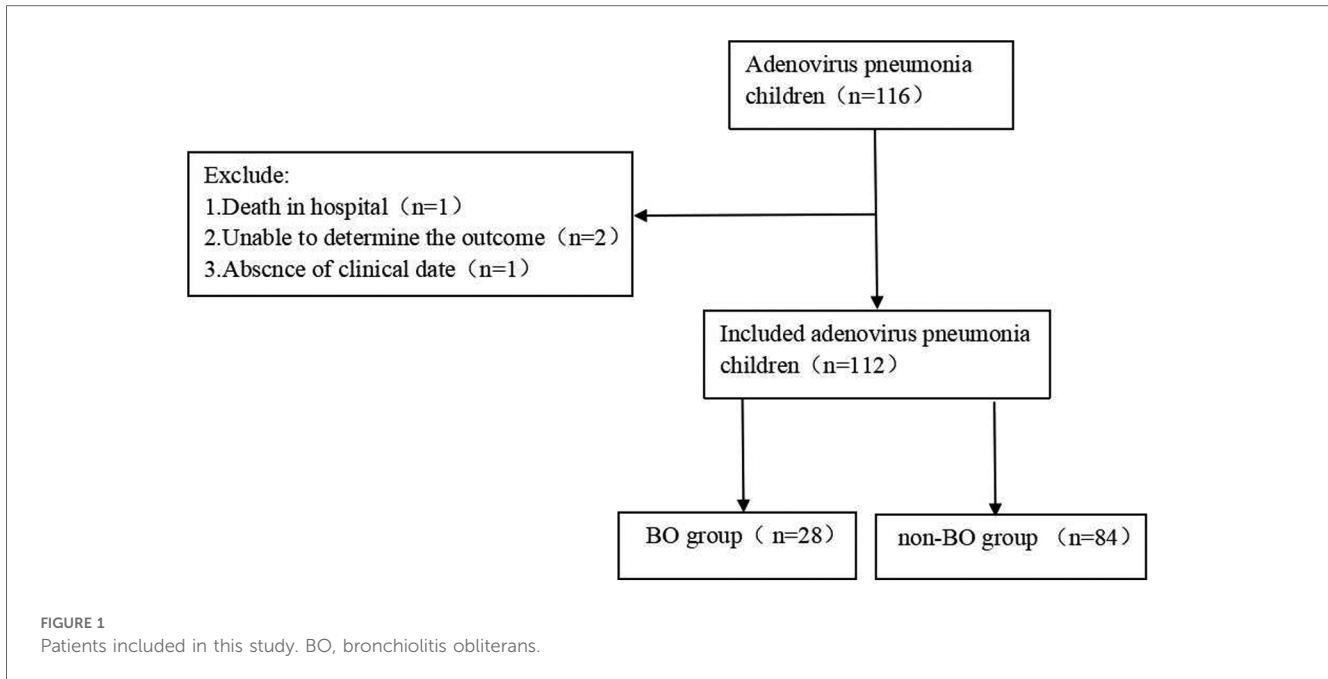 Adenovirus pneumonia
children（n=116）
Exclude:
1.Death in hospital（n=1）
2.Unable to determine the outcome（n=2）
3.Abscnce of clinical date（n=1）
Included adenovirus pneumonia
children（n=112）
BO group（ n=28）
non-BO group （n=84）
FIGURE 1
Patients included in this study. BO, bronchiolitis obliterans.